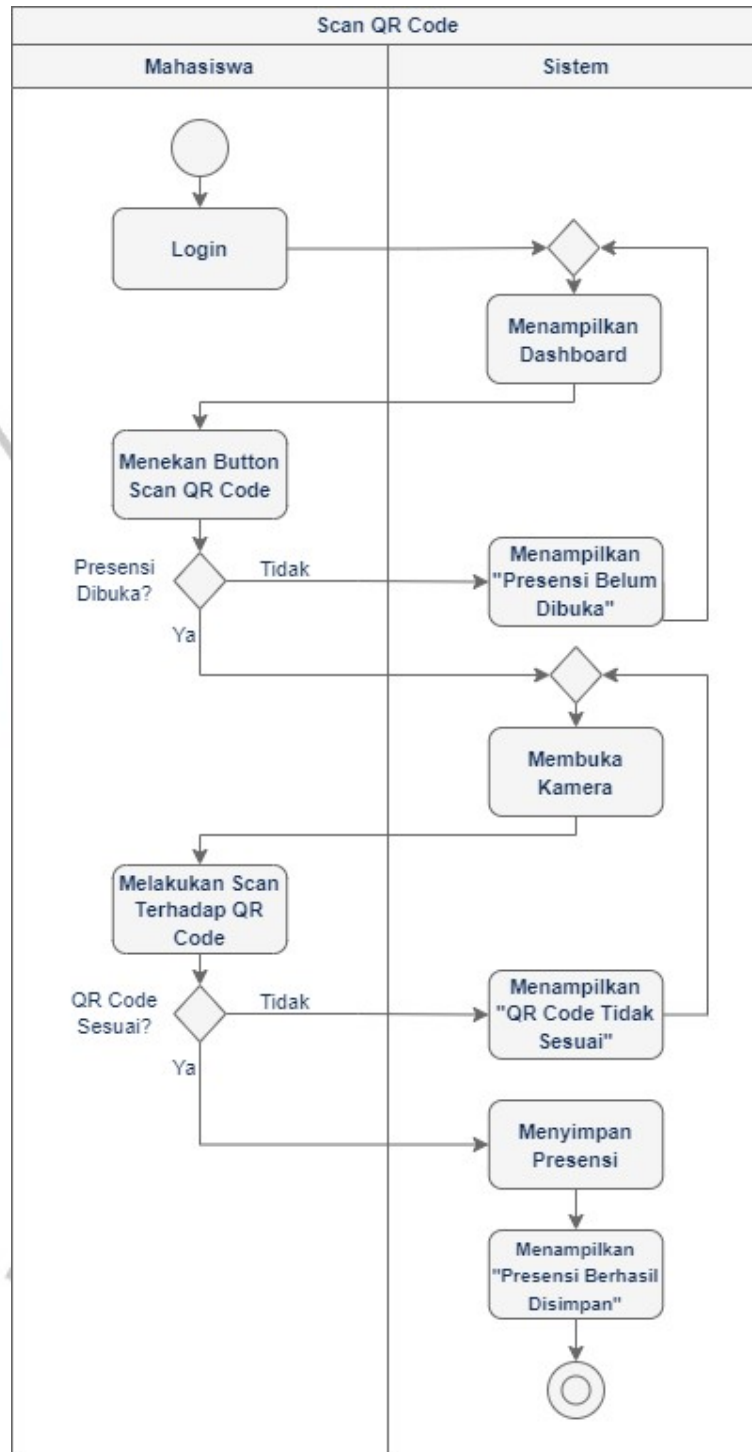 Scan QR Code
Mahasiswa
Sistem
Login
Menampilkan
Dashboard
Menekan Button
Scan QR Code
Presensi
Dibuka?
Tidak
Menampilkan
"Presensi Belum
Dibuka"
Ya
Membuka
Kamera
Melakukan Scan
Terhadap QR
Code
QR Code
Sesuai?
Tidak
Menampilkan
"QR Code Tidak
Sesuai"
Ya
Menyimpan
Presensi
Menampilkan
"Presensi Berhasil
Disimpan"